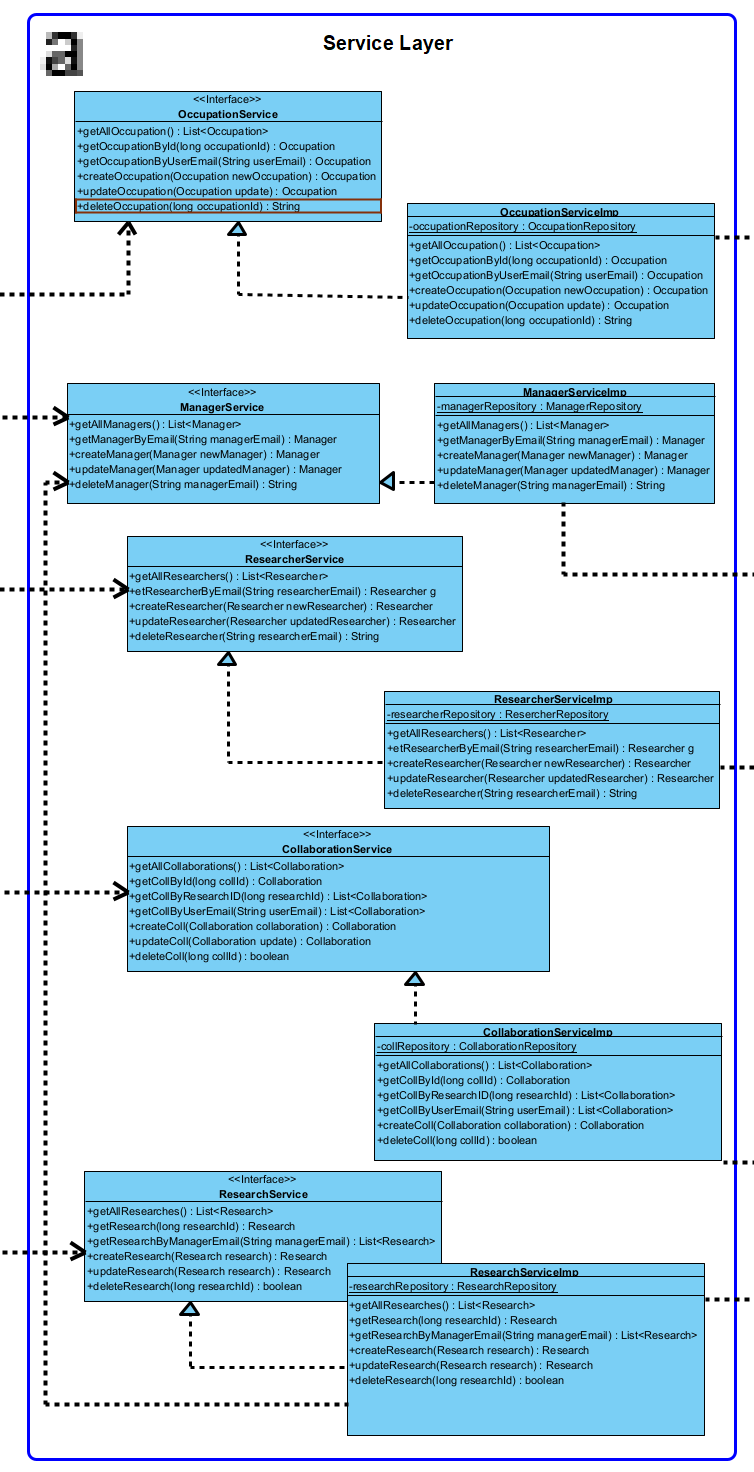 a
Service Layer
<<Interface>>
OccupationService
+getAllOccupation() : List<Occupation>
+getOccupationById(long occupationId) : Occupation
+getOccupationByUserEmail(String userEmail) : Occupation
+createOccupation(Occupation newOccupation) : Occupation
+updateOccupation(Occupation update) : Occupation
+deleteOccupation(long occupationId) : String
OccupationServiceImp
-occupationRepository : OccupationRepository
+getAllOccupation() : List<Occupation>
+getOccupationById(long occupationId) : Occupation
+getOccupationByUserEmail(String userEmail) : Occupation
+createOccupation(Occupation newOccupation) : Occupation
+updateOccupation(Occupation update) : Occupation
+deleteOccupation(long occupationId) : String
<<Interface>>
ManagerService
+getAllManagers() : List<Manager>
+getManagerByEmail(String managerEmail) : Manager
+createManager(Manager newManager) : Manager
+updateManager(Manager updatedManager) : Manager
+deleteManager(String managerEmail) : String
ManagerServiceImp
-managerRepository : ManagerRepository
+getAllManagers() : List<Manager>
+getManagerByEmail(String managerEmail) : Manager
+createManager(Manager newManager) : Manager
+updateManager(Manager updatedManager) : Manager
+deleteManager(String managerEmail) : String
<<Interface>>
ResearcherService
+getAllResearchers() : List<Researcher>
+etResearcherByEmail(String researcherEmail) : Researcher g
+createResearcher(Researcher newResearcher) : Researcher
+updateResearcher(Researcher updatedResearcher) : Researcher
+deleteResearcher(String researcherEmail) : String
ResearcherServiceImp
-researcherRepository : ResercherRepository
+getAllResearchers() : List<Researcher>
+etResearcherByEmail(String researcherEmail) : Researcher g
+createResearcher(Researcher newResearcher) : Researcher
+updateResearcher(Researcher updatedResearcher) : Researcher
+deleteResearcher(String researcherEmail) : String
<<Interface>>
CollaborationService
+getAllCollaborations() : List<Collaboration>
+getCollById(long collId) : Collaboration
+getCollByResearchID(long researchId) : List<Collaboration>
+getCollByUserEmail(String userEmail) : List<Collaboration>
+createColl(Collaboration collaboration) : Collaboration
+updateColl(Collaboration update) : Collaboration
+deleteColl(long collId) : boolean
CollaborationServiceImp
-collRepository : CollaborationRepository
+getAllCollaborations() : List<Collaboration>
+getCollById(long collId) : Collaboration
+getCollByResearchID(long researchId) : List<Collaboration>
+getCollByUserEmail(String userEmail) : List<Collaboration>
+createColl(Collaboration collaboration) : Collaboration
+deleteColl(long collId) : boolean
<<Interface>>
ResearchService
+getAllResearches() : List<Research>
+getResearch(long researchId) : Research
+getResearchByManagerEmail(String managerEmail) : List<Research>
+createResearch(Research research) : Research
+updateResearch(Research research) : Research
+deleteResearch(long researchId) : boolean
ResearchServiceImp
-researchRepository : ResearchRepository
+getAllResearches() : List<Research>
+getResearch(long researchId) : Research
+getResearchByManagerEmail(String managerEmail) : List<Research>
+createResearch(Research research) : Research
+updateResearch(Research research) : Research
+deleteResearch(long researchId) : boolean